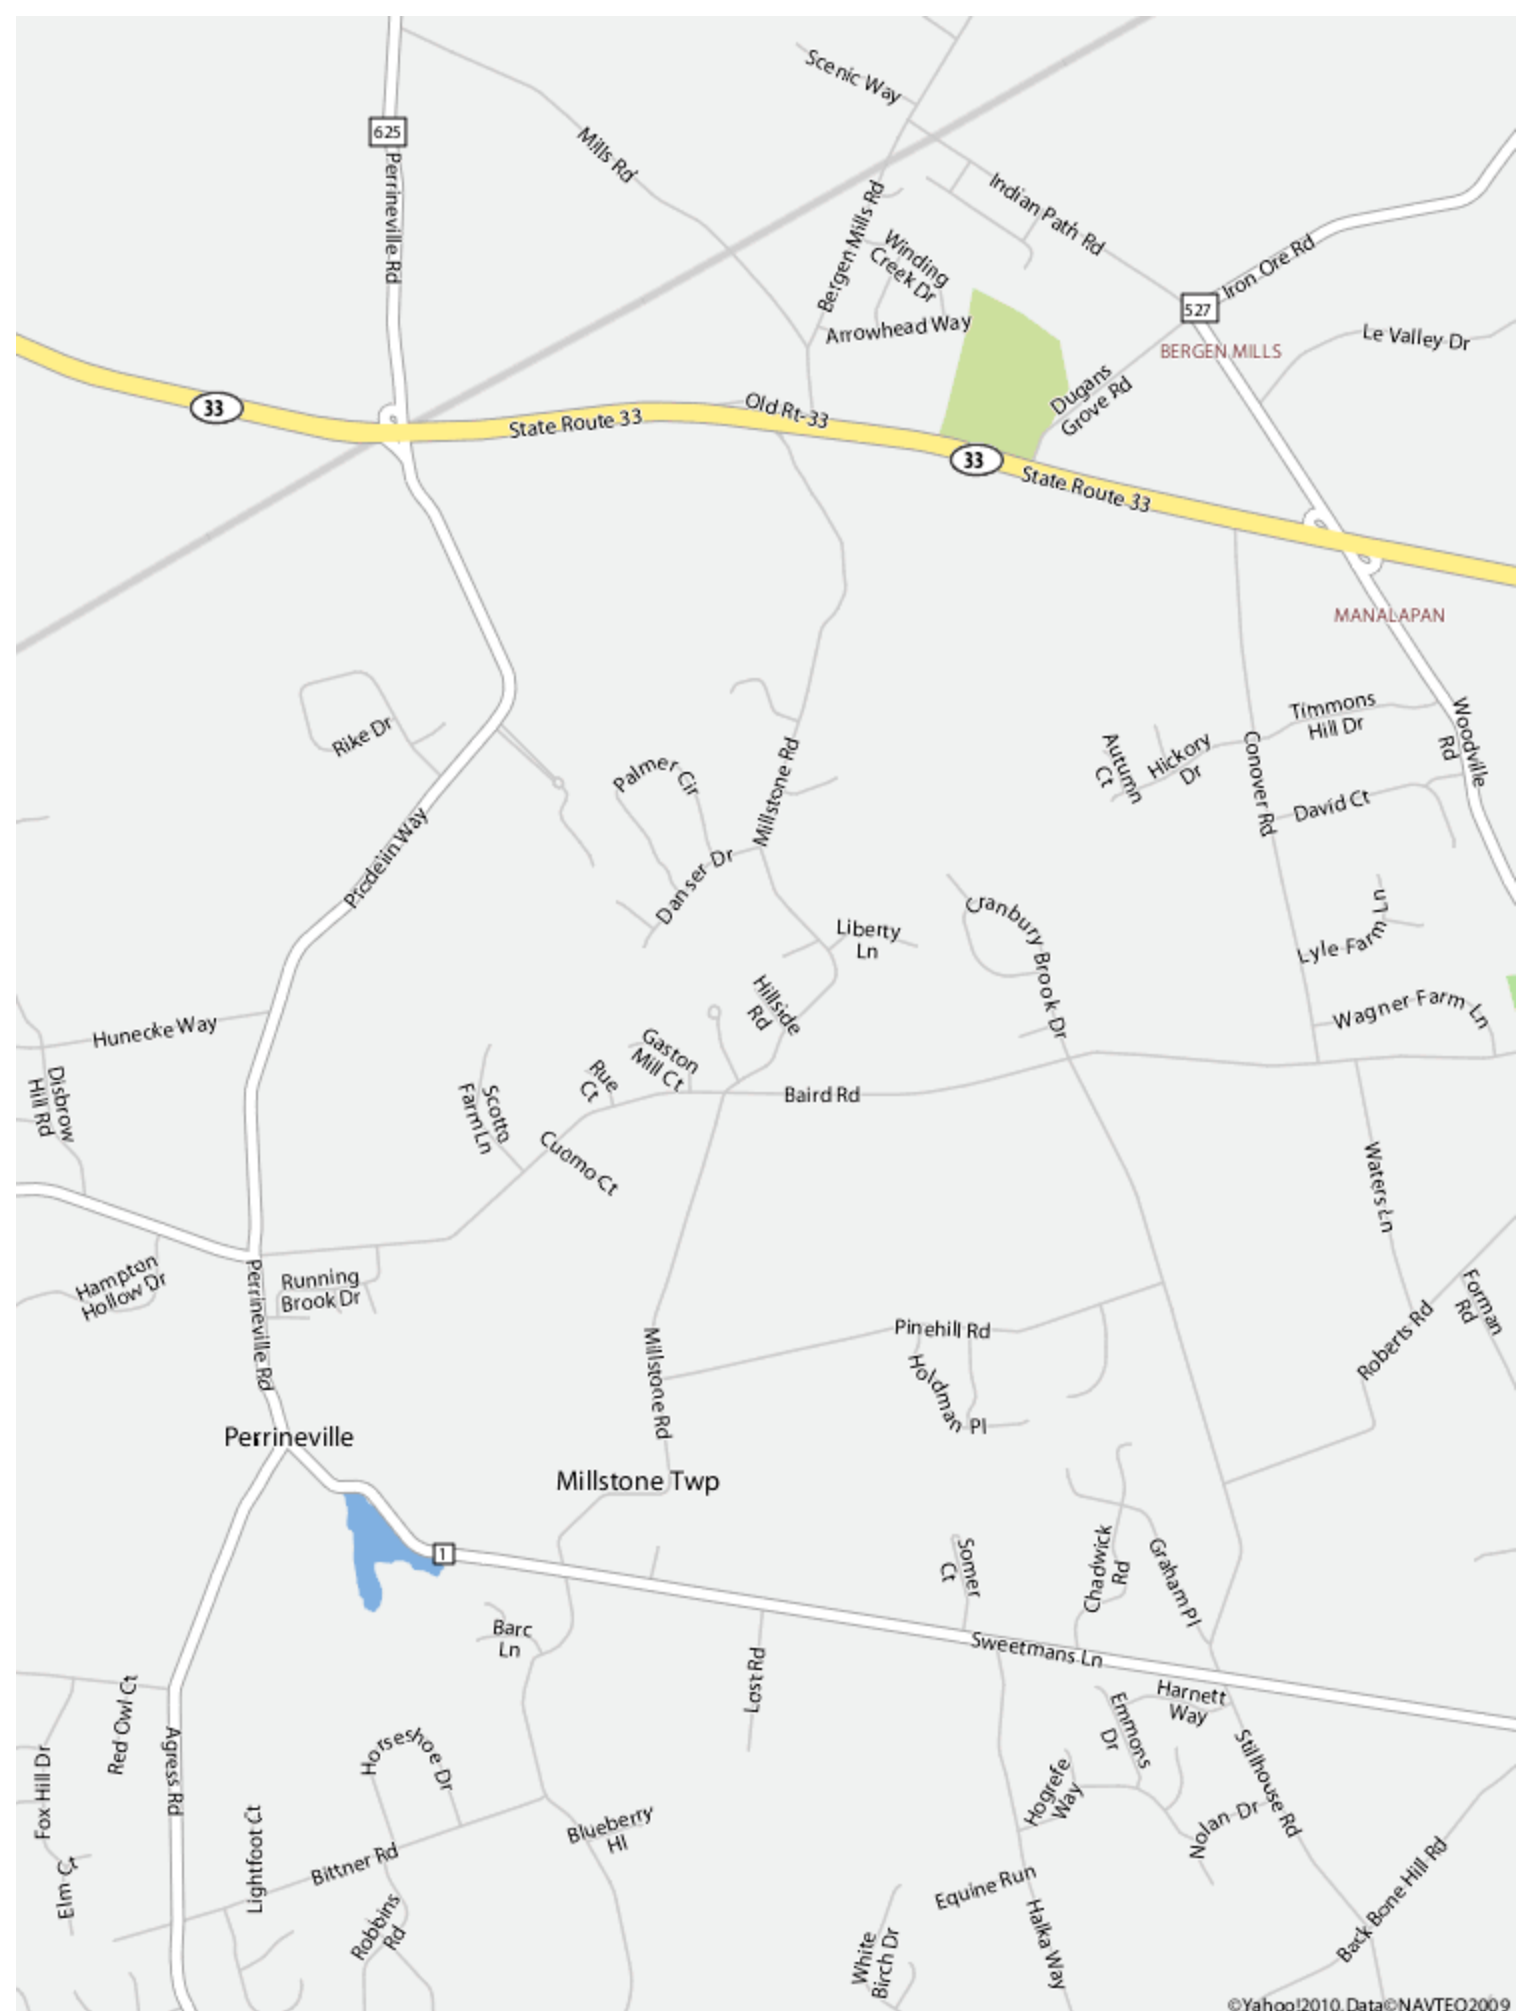 Scenic Way
625
Mills Rd
Perrineville Rd
Indian Path Rd
Bergen Mills Rd
Winding
Creek Dr
Iron Ore Rd
527
Arrowhead Way
Le Valley Dr
BERGEN MILLS
Dugans
Grove Rd
33
Old Rt-33
State Route 33
33
State Route 33
MANALAPAN
Timmons
Hill Dr
Woodville
Rd
Rike Dr
Palmer Cir
Millstone Rd
Autumn
Ct
Hickory
Dr
Conover Rd
David Ct
Prodelin Way
Danser Dr
Cranbury Brook Dr
Liberty
Ln
Lyle Farm Ln
Hillside
Rd
Wagner Farm Ln
Hunecke Way
Gaston
Mill Ct
Rue
Ct
Disbrow
Hill Rd
Scotto
Farm Ln
Baird Rd
Cuomo Ct
Waters Ln
Hampton
Hollow Dr
Running
Brook Dr
Perrineville Rd
Forman
Rd
Roberts Rd
Pinehill Rd
Millstone Rd
Holdman Pl
Perrineville
Millstone Twp
1
Somer
Ct
Chadwick
Rd
Graham Pl
Barc
Ln
Sweetmans Ln
Lost Rd
Red Owl Ct
Harnett
Way
Emmons
Dr
Agress Rd
Horseshoe Dr
Stillhouse Rd
Fox Hill Dr
Hogrefe
Way
Nolan Dr
Lightfoot Ct
Blueberry
Hl
Bittner Rd
Elm Ct
Equine Run
Back Bone Hill Rd
Robbins
Rd
Halka Way
White
Birch Dr
©Yahoo!2010, Data©NAVTEQ2009